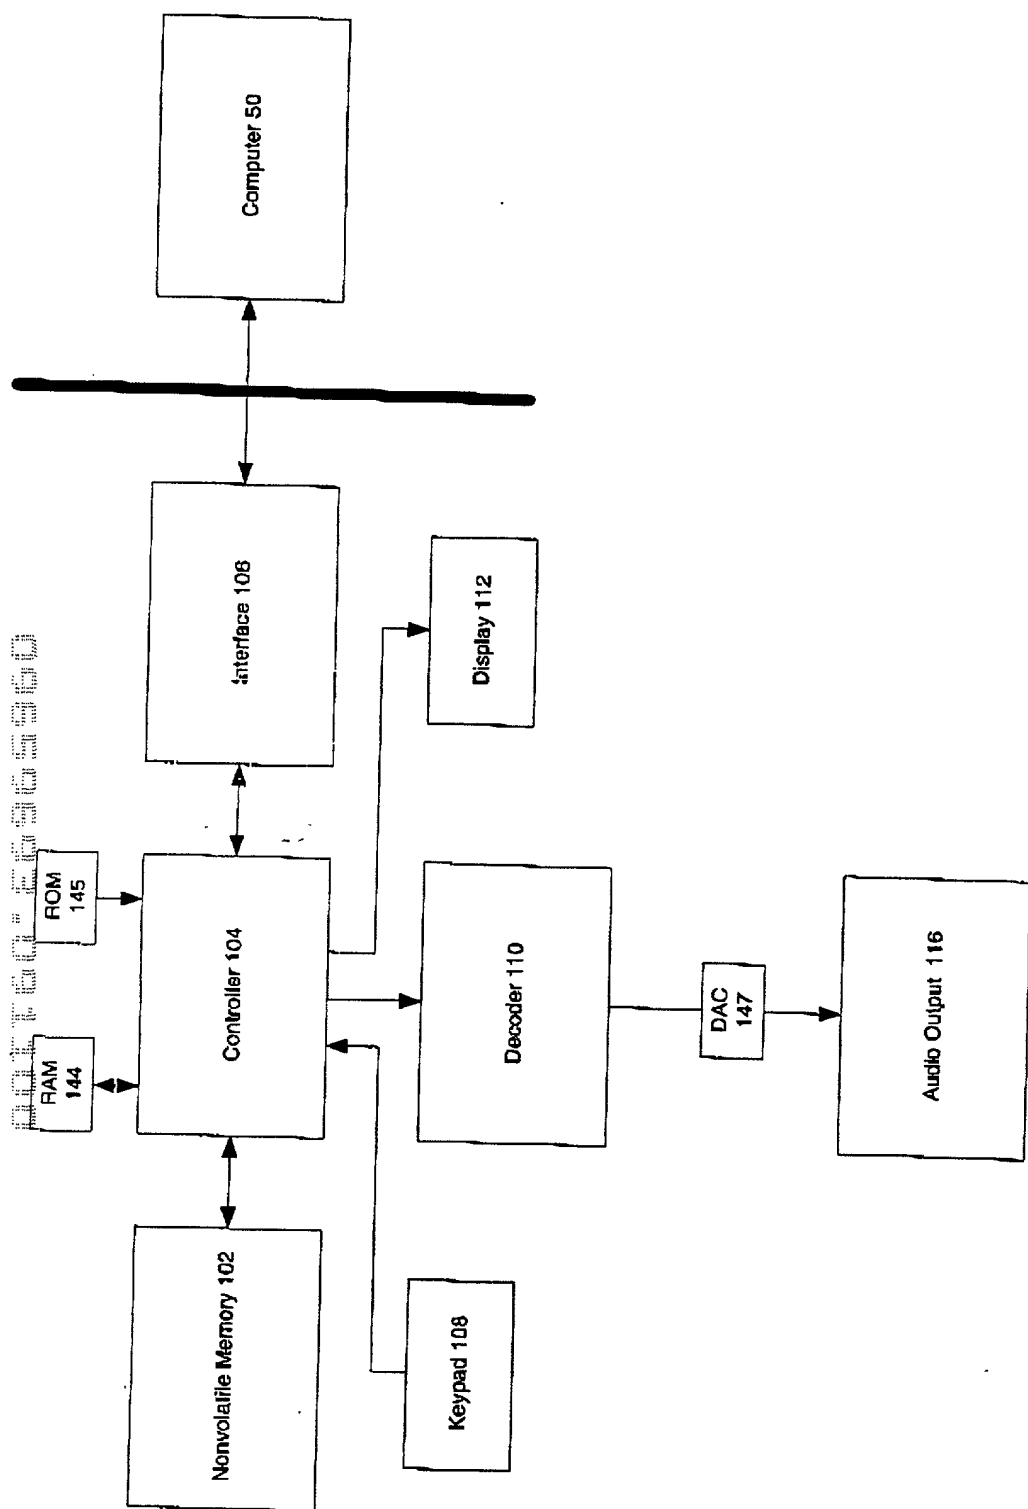 RAM
144
ROM
145
Nonvolatile Memory 102
Controller 104
Interface 106
Computer 50
Keypad 108
Decoder 110
Display 112
DAC
147
Audio Output 116